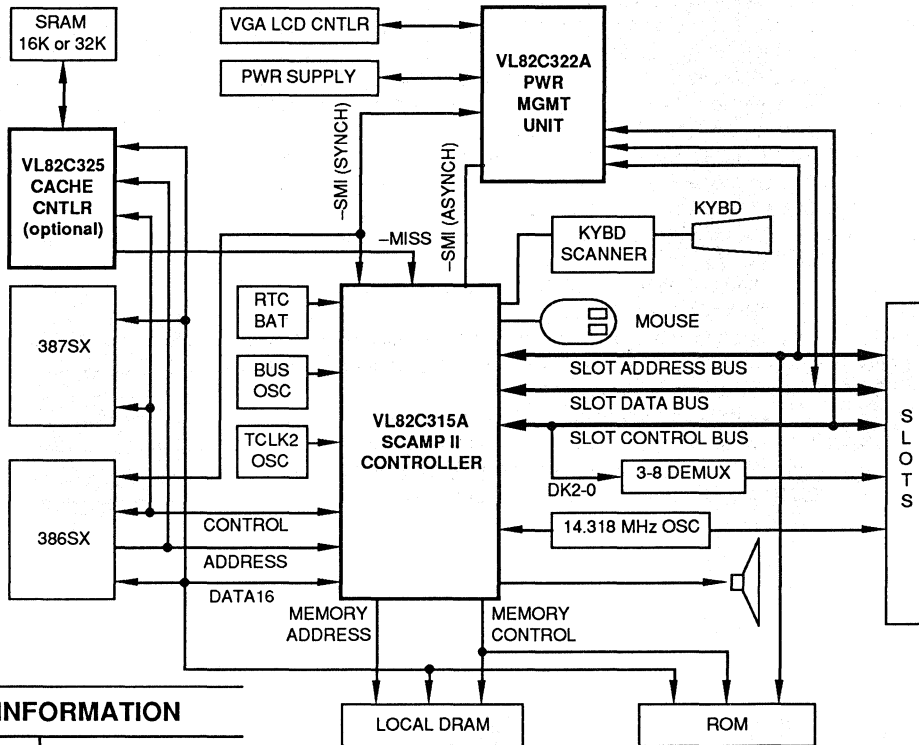 SRAM
16K or 32K
VGA LCD CNTLR
PWR SUPPLY
VL82C322A
PWR
MGMT
UNIT
VL82C325
CACHE
CNTLR
(optional)
–SMI (SYNCH)
–SMI (ASYNCH)
–MISS
KYBD
SCANNER
KYBD
387SX
RTC
BAT
MOUSE
BUS
OSC
SLOT ADDRESS BUS
SLOT DATA BUS
SLOT CONTROL BUS
VL82C315A
SCAMP II
CONTROLLER
TCLK2
OSC
SLOTS
3-8 DEMUX
DK2-0
386SX
CONTROL
14.318 MHz OSC
ADDRESS
DATA16
MEMORY
ADDRESS
MEMORY
CONTROL
LOCAL DRAM
ROM
INFORMATION